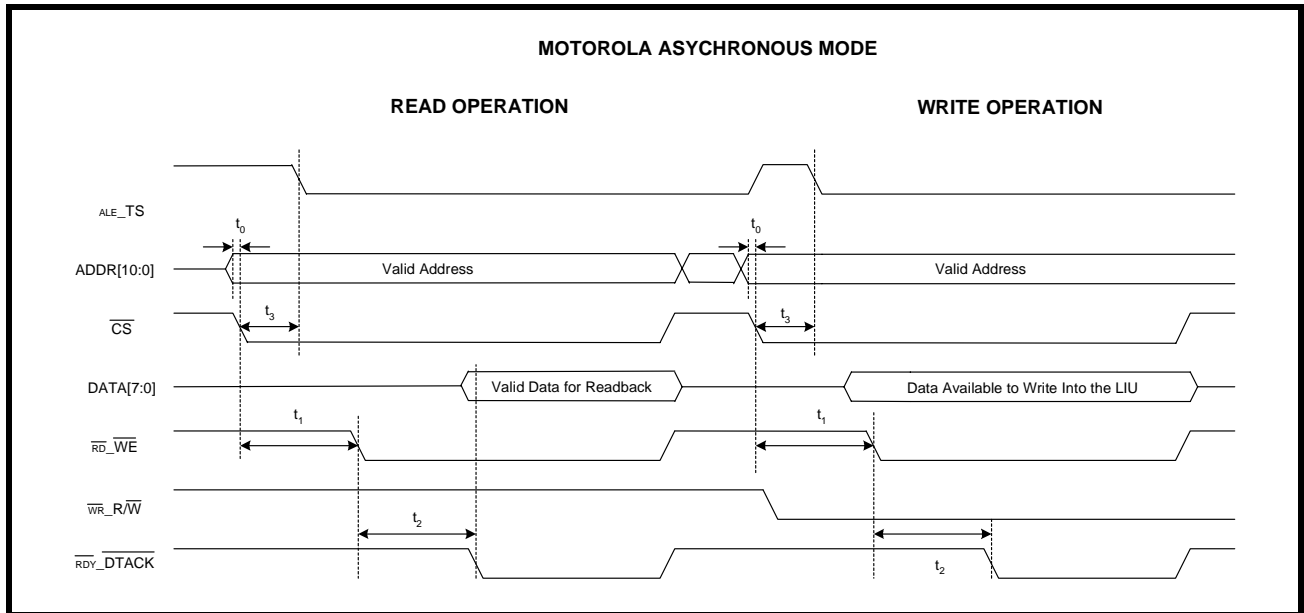 MOTOROLA ASYCHRONOUS MODE
READ OPERATION
WRITE OPERATION
ALE_TS
t0
t0
ADDR[10:0]
Valid Address
Valid Address
CS
t3
t3
DATA[7:0]
Valid Data for Readback
Data Available to Write Into the LIU
t1
t1
RD_WE
WR_R/W
t2
t2
RDY_DTACK